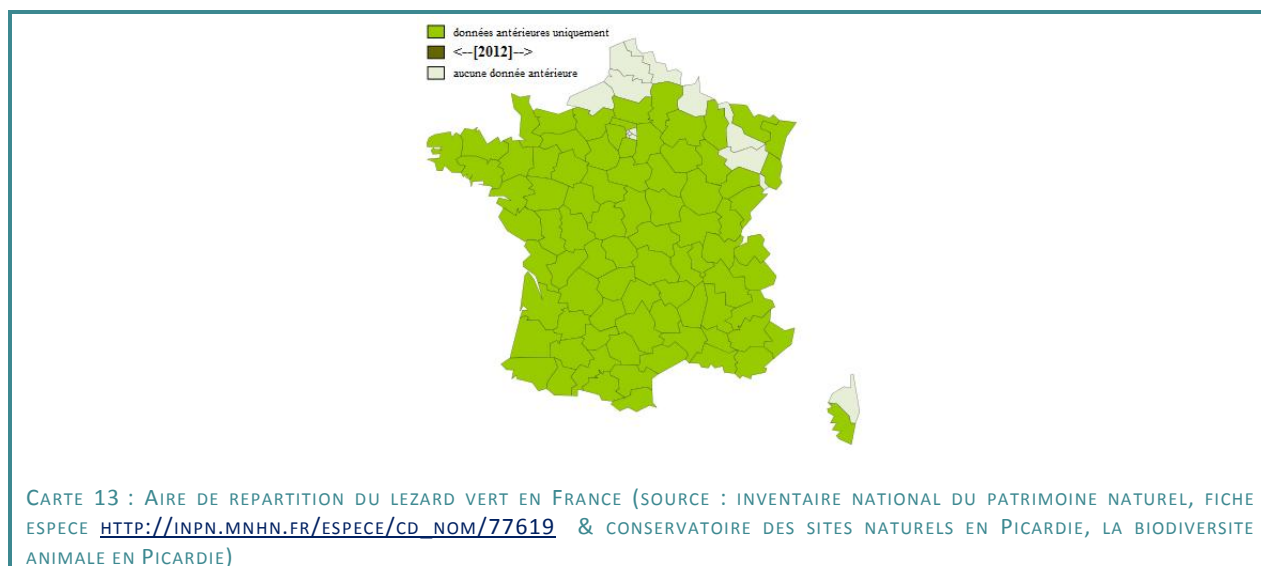 données antérieures uniquement
<--[2012]-->
aucune donnée antérieure
CARTE 13 : AIRE DE REPARTITION DU LEZARD VERT EN FRANCE (SOURCE : INVENTAIRE NATIONAL DU PATRIMOINE NATUREL, FICHE
ESPECE HTTP://INPN.MNHN.FR/ESPECE/CD_NOM/77619 & CONSERVATOIRE DES SITES NATURELS EN PICARDIE, LA BIODIVERSITE
ANIMALE EN PICARDIE)